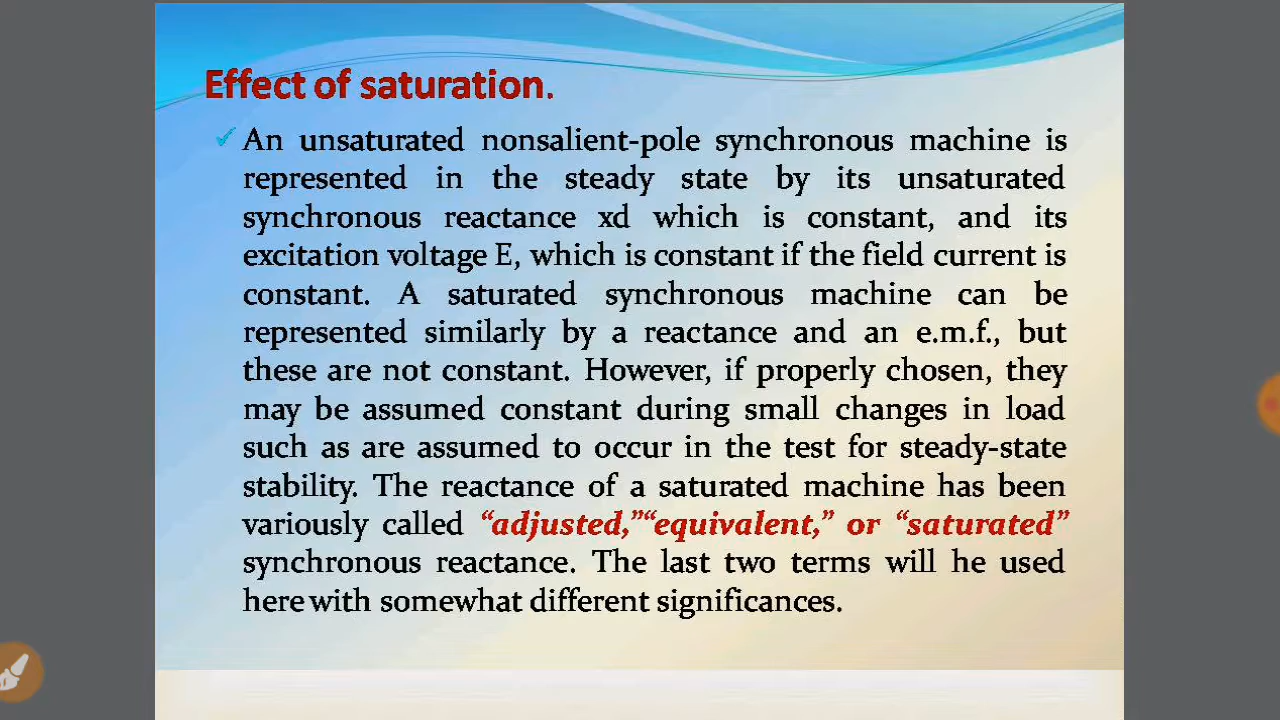 Effect of saturation.
An unsaturated nonsalient-pole synchronous machine is
represented in the steady state by its unsaturated
synchronous reactance xd which is constant, and its
excitation voltage E, which is constant if the field current is
constant. A saturated synchronous machine can be
represented similarly by a reactance and an e.m.f., but
these are not constant. However, if properly chosen, they
may be assumed constant during small changes in load
such as are assumed to occur in the test for steady-state
stability. The reactance of a saturated machine has been
variously called “adjusted,”“equivalent,” or “saturated”
synchronous reactance. The last two terms will he used
here with somewhat different significances.